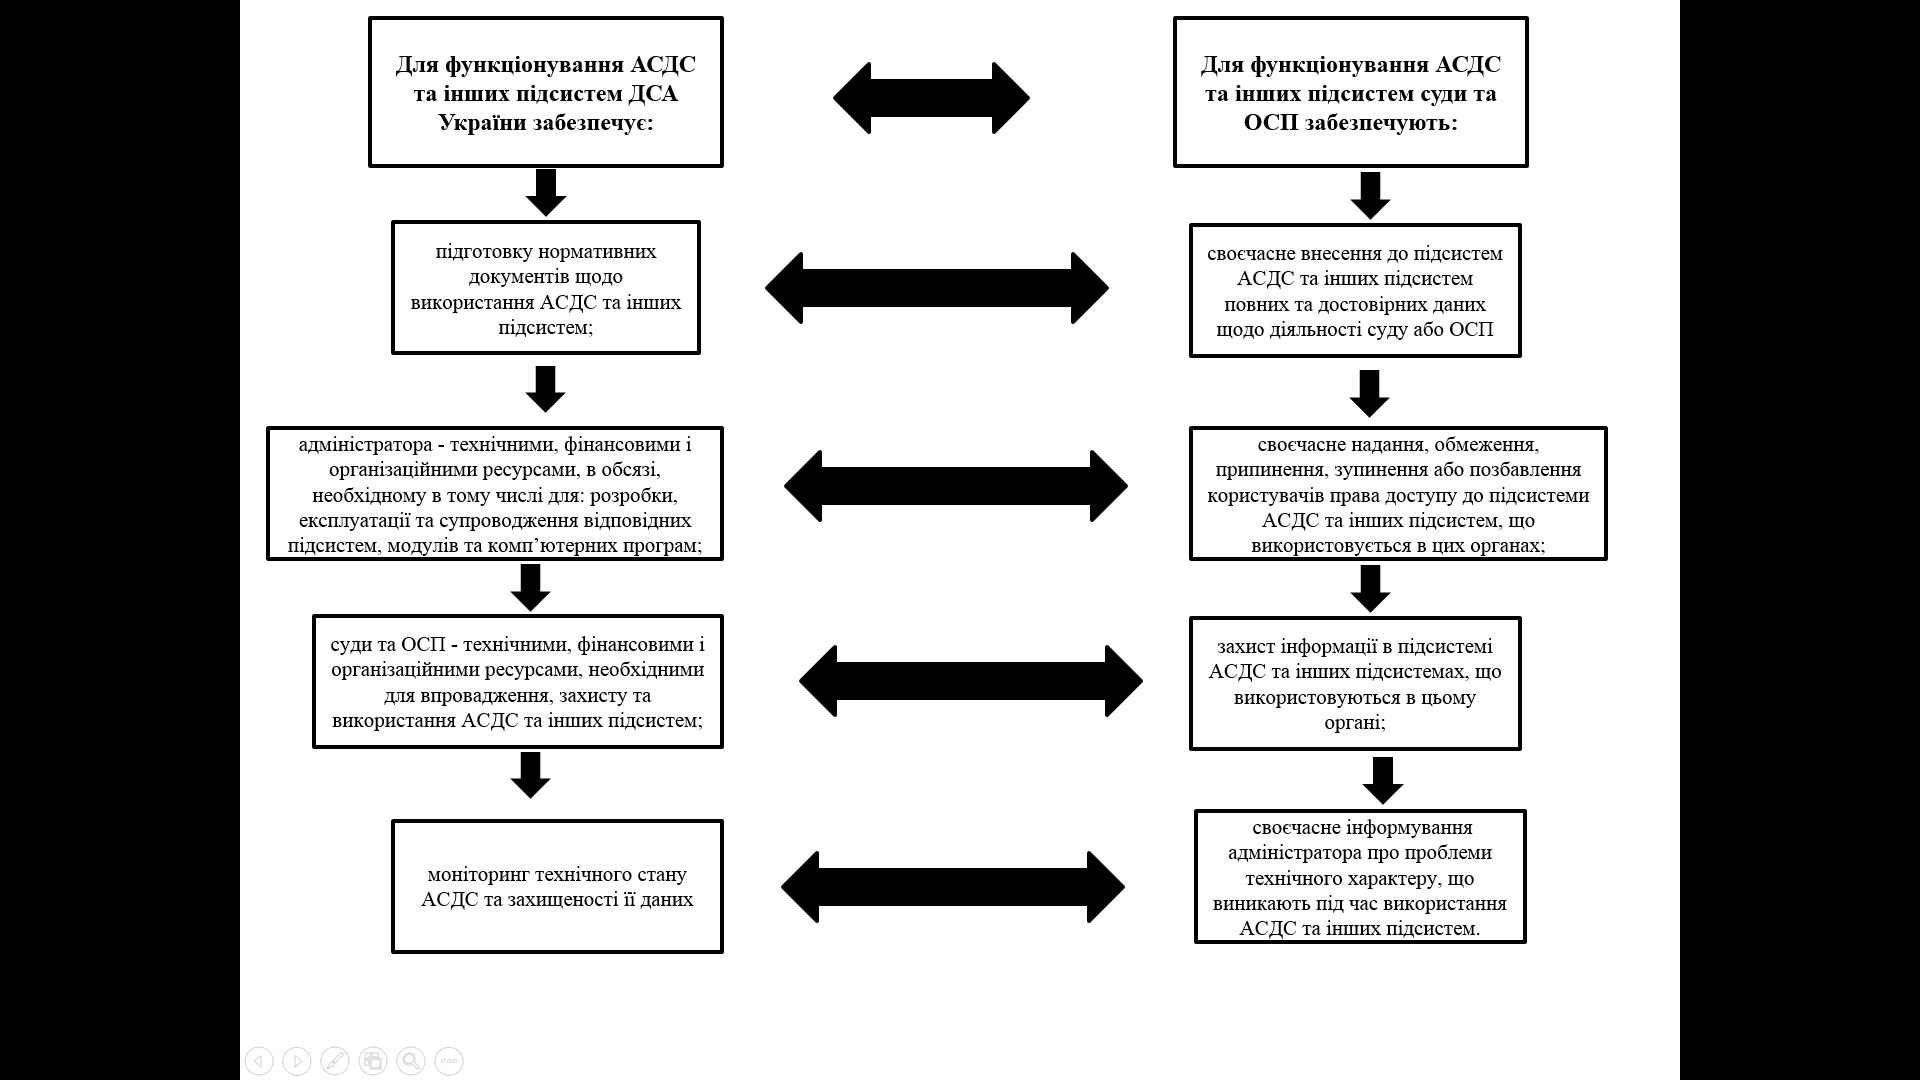 Для функціонування АСДС
та інших підсистем ДСА
України забезпечує:
підготовку нормативних
документів щодо
використання АСДС та інших
підсистем;
адміністратора - технічними, фінансовими і
організаційними ресурсами, в обсязі,
необхідному в тому числі для: розробки,
експлуатації та супроводження відповідних
підсистем, модулів та комп’ютерних програм;
суди та ОСП - технічними, фінансовими і
організаційними ресурсами, необхідними
для впровадження, захисту та
використання АСДС та інших підсистем;
моніторинг технічного стану
АСДС та захищеності її даних
Для функціонування АСДС
та інших підсистем суди та
ОСП забезпечують:
своєчасне внесення до підсистем
АСДС та інших підсистем
повних та достовірних даних
щодо діяльності суду або ОСП
своєчасне надання, обмеження,
припинення, зупинення або позбавлення
користувачів права доступу до підсистеми
АСДС та інших підсистем, що
використовується в цих органах;
захист інформації в підсистемі
АСДС та інших підсистемах, що
використовуються в цьому
органі;
своєчасне інформування
адміністратора про проблеми
технічного характеру, що
виникають під час використання
АСДС та інших підсистем.